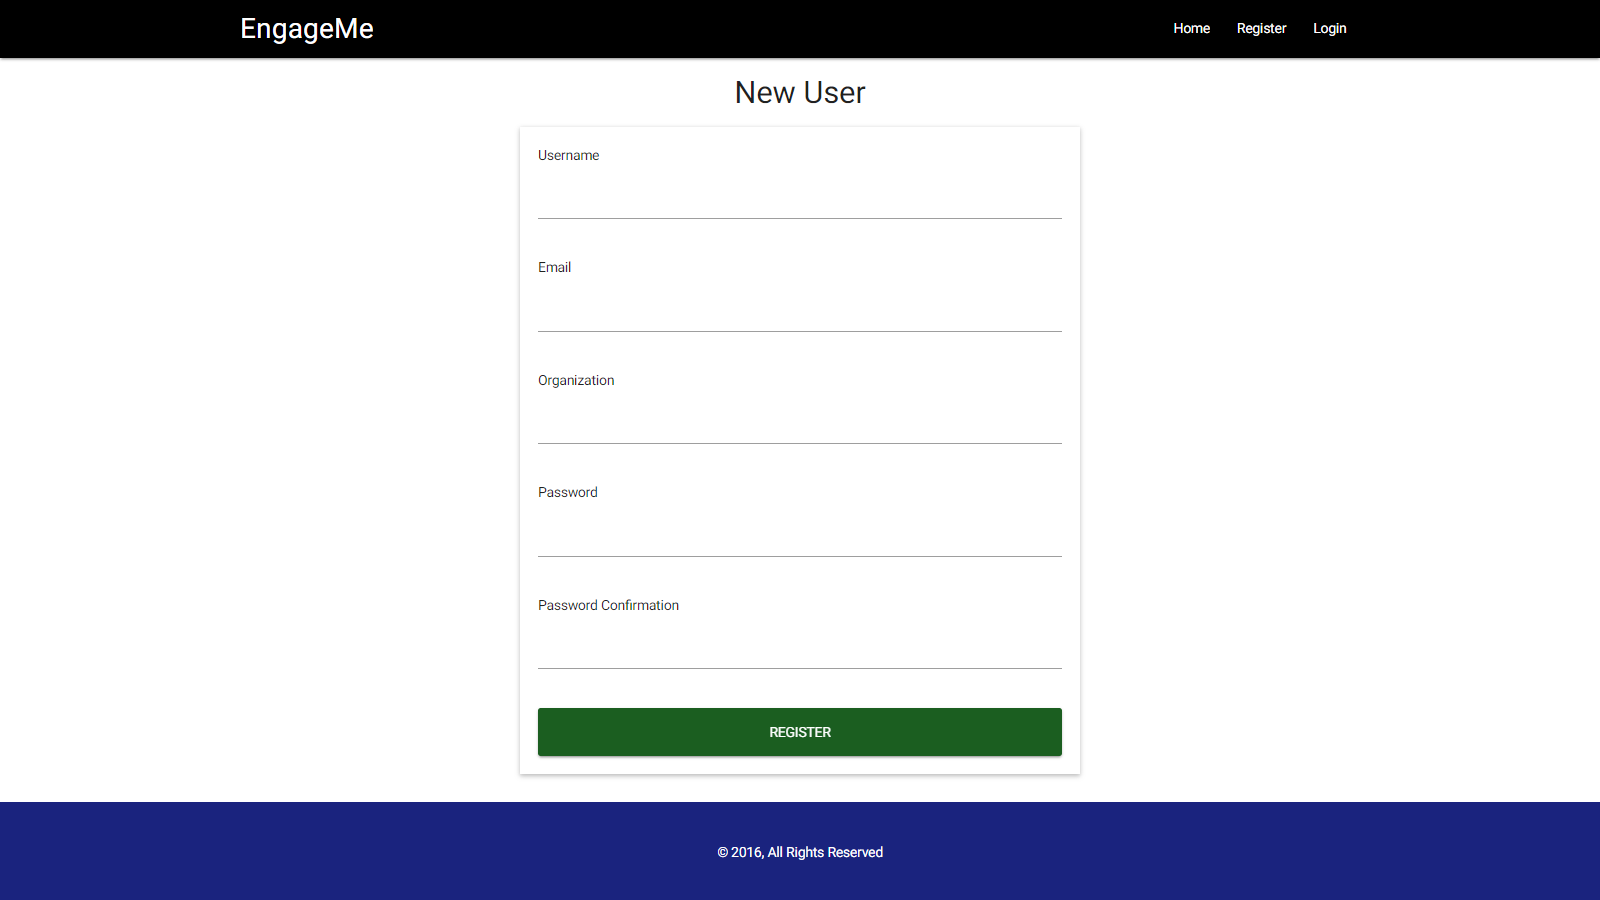 EngageMe
Home Register Login
New User
Username
Email
Organization
Password
Password Confirmation
REGISTER
© 2016, All Rights Reserved